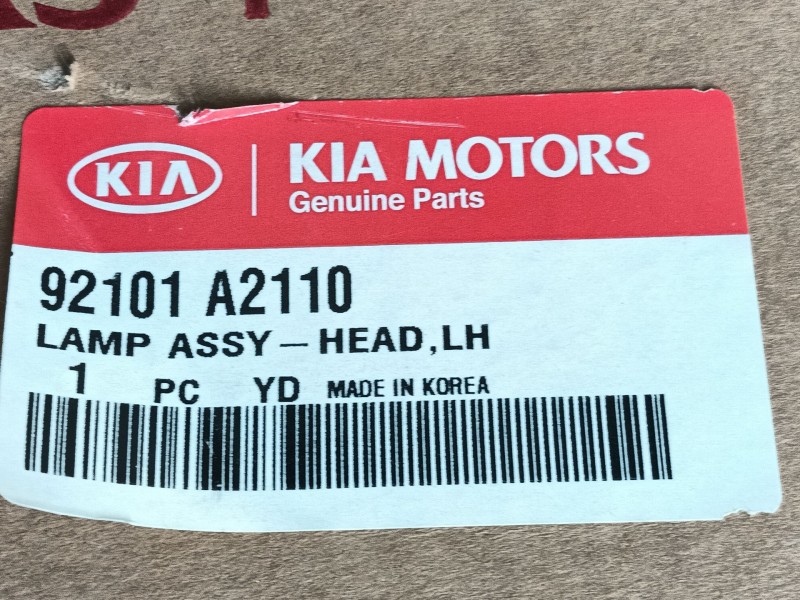 KIA
KIA MOTORS
Genuine Parts
92101 A2110
LAMP ASSY - HEAD, LH
1 PC YD MADE IN KOREA